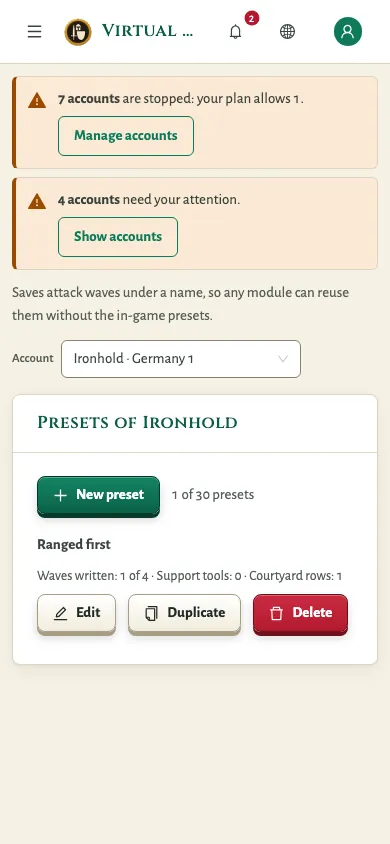 Virtual ...
2
7 accounts are stopped: your plan allows 1.
Manage accounts
4 accounts need your attention.
Show accounts
Saves attack waves under a name, so any module can reuse
them without the in-game presets.
Account
Ironhold · Germany 1
Presets of Ironhold
New preset
1 of 30 presets
Ranged first
Waves written: 1 of 4 · Support tools: 0 · Courtyard rows: 1
Edit
Duplicate
Delete